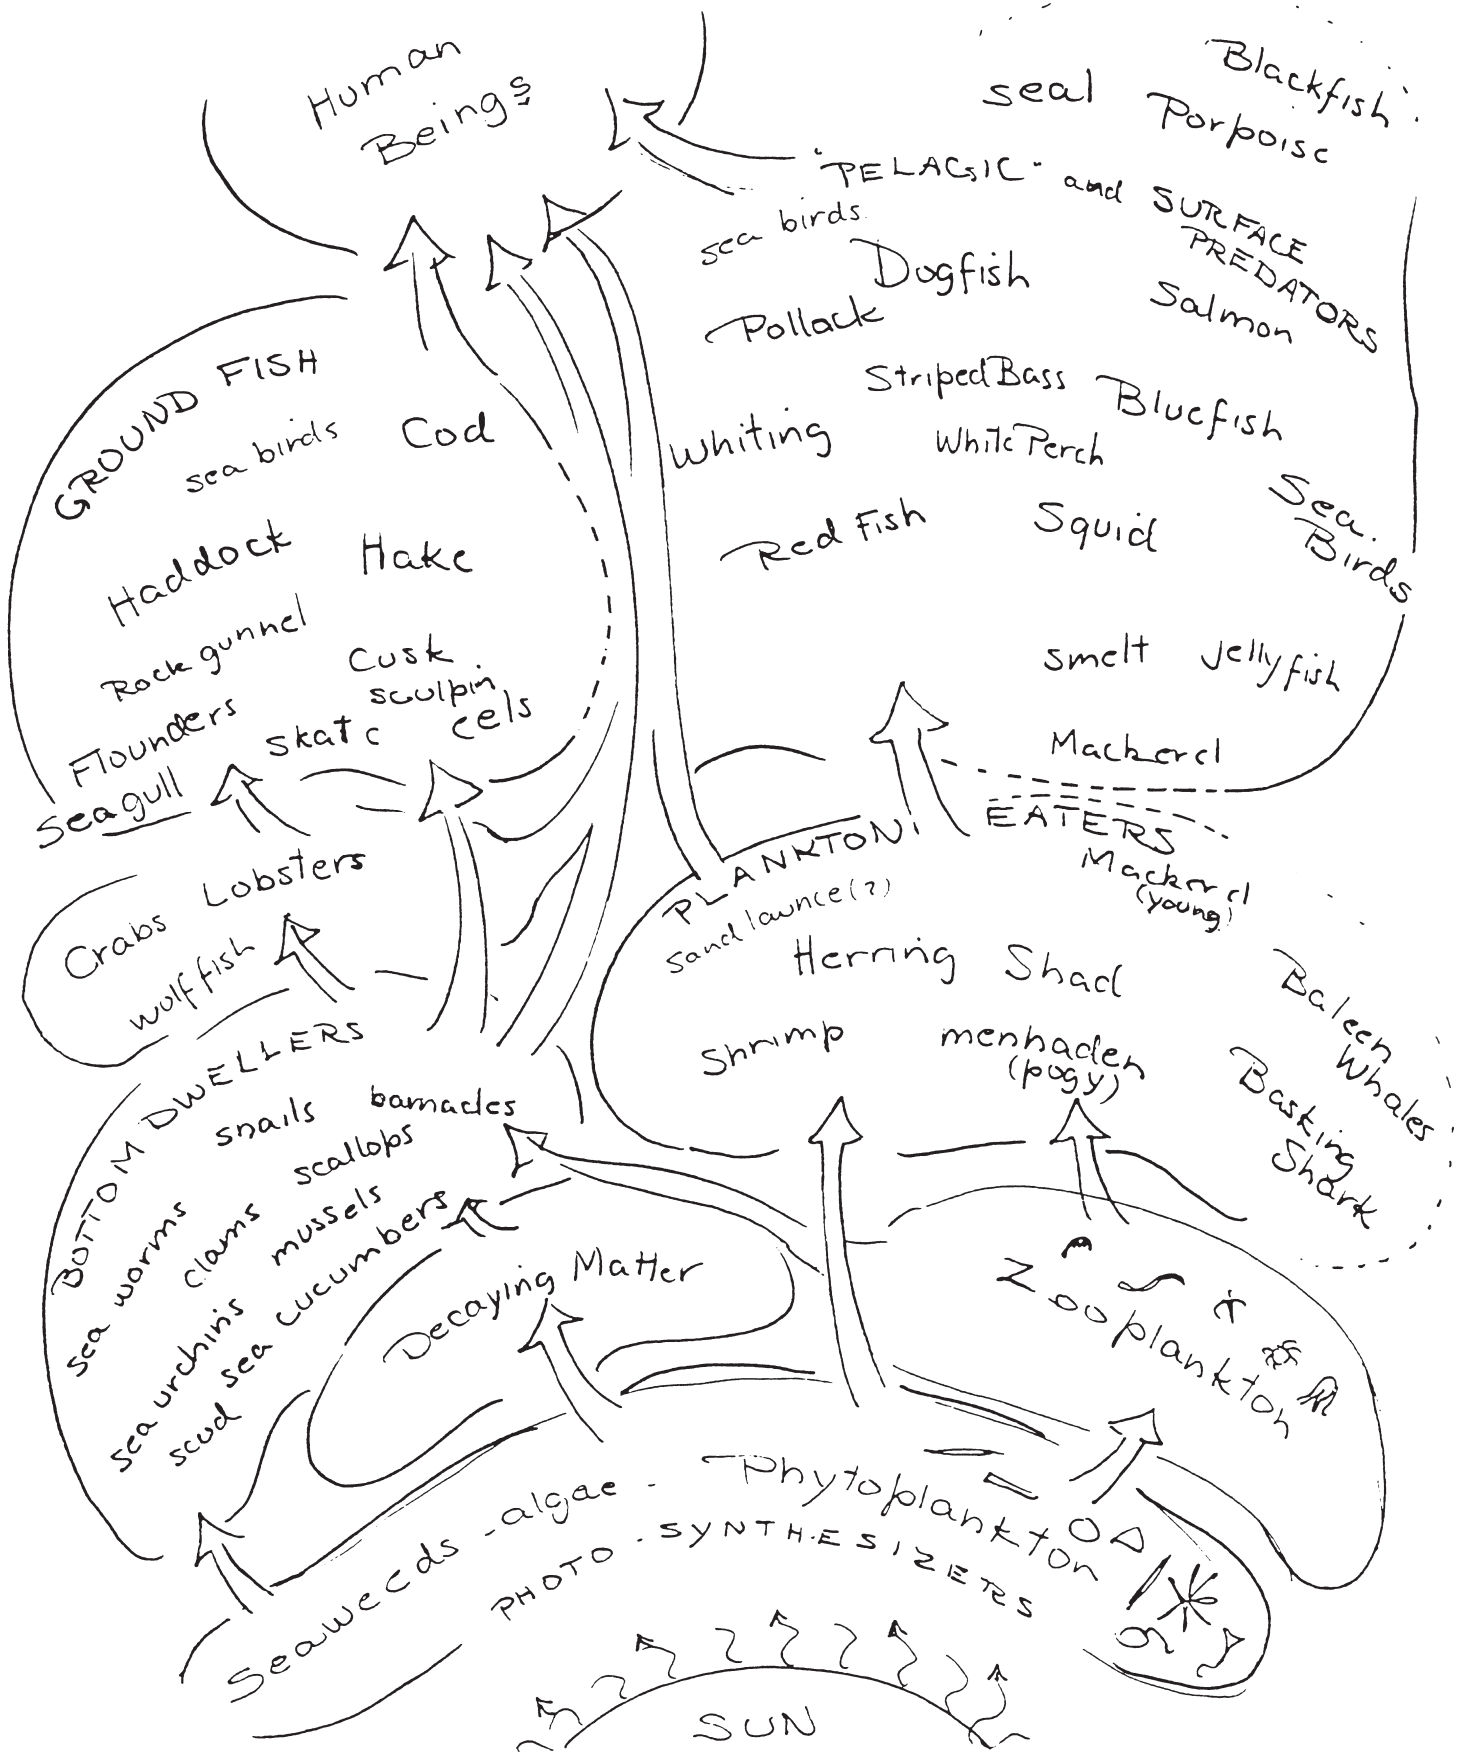 Human
Beings
Blackfish
seal
Porpoise
"PELAGIC" and SURFACE
PREDATORS
sea birds
Dogfish
Salmon
Pollack
Striped Bass
Bluefish
Whiting
White Perch
Sea
Birds
Red Fish
Squid
smelt
Jelly fish
Mackerel
GROUND FISH
sea birds
Cod
Haddock
Hake
Rock gunnel
Cusk
sculpin
Flounders
skate
eels
Seagull
Lobsters
Crabs
wolf fish
PLANKTON
EATERS
Mackerel
(young)
Sand launce (?)
Herring
Shad
Baleen
Whales
Shrimp
menhaden
(pogy)
Basking
Shark
BOTTOM DWELLERS
snails
barnacles
scallops
sea worms
clams
mussels
sea urchins
sea cucumbers
scud
Decaying Matter
Zooplankton
Seaweeds - algae - Phytoplankton
PHOTO-SYNTHESIZERS
SUN